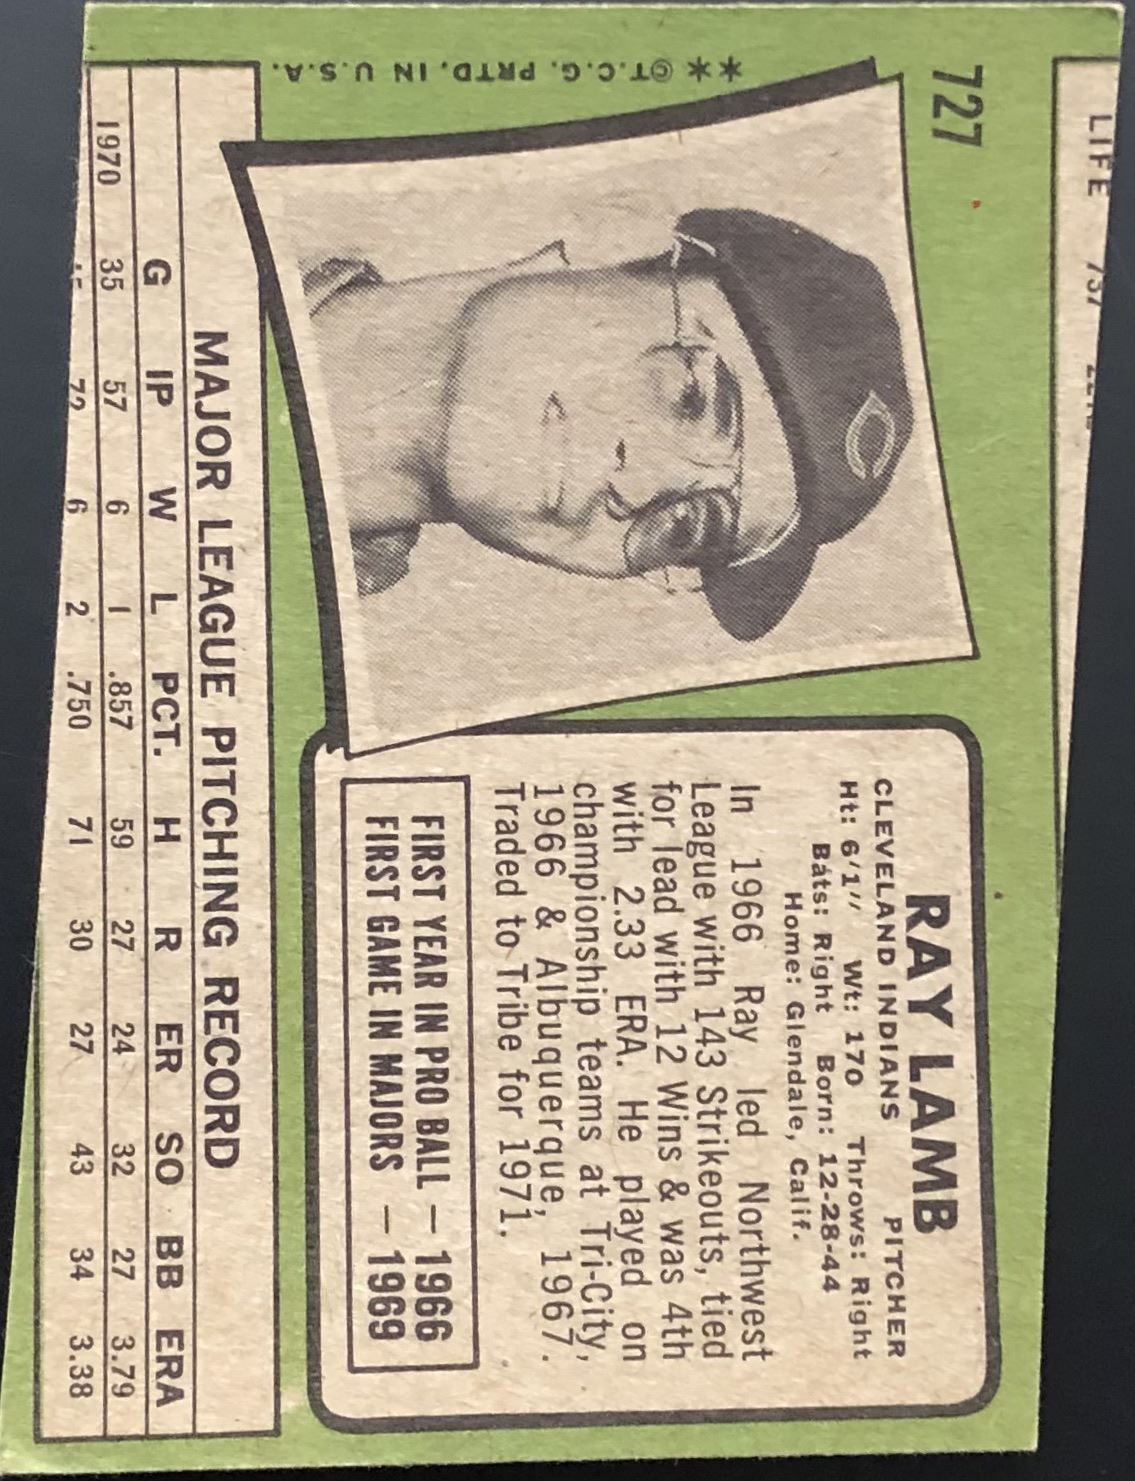 LIFE
727
**©T.C.G. PRTD. IN U.S.A.
C
RAY LAMB
CLEVELAND INDIANS PITCHER
Ht: 6'1" Wt: 170 Throws: Right
Bats: Right Born: 12-28-44
Home: Glendale, Calif.
In 1966 Ray led Northwest
League with 143 Strikeouts, tied
for lead with 12 Wins & was 4th
with 2.33 ERA. He played on
championship teams at Tri-City,
1966 & Albuquerque, 1967.
Traded to Tribe for 1971.
FIRST YEAR IN PRO BALL — 1966
FIRST GAME IN MAJORS — 1969
MAJOR LEAGUE PITCHING RECORD
G IP W L PCT. H R ER SO BB ERA
1970 35 57 6 1 .857 59 27 24 32 27 3.79
72 6 2 .750 71 30 27 43 34 3.38